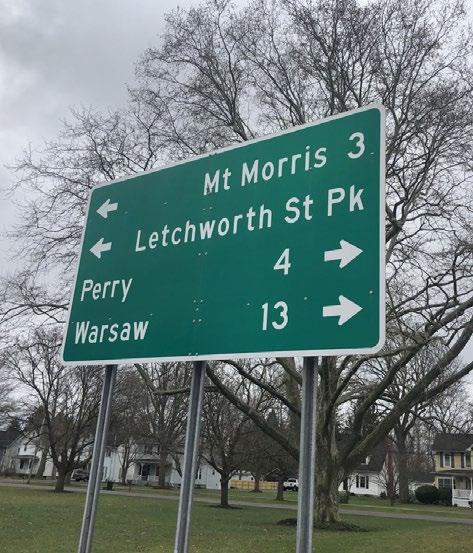 ← Mt Morris 3
← Letchworth St Pk
Perry 4 →
Warsaw 13 →